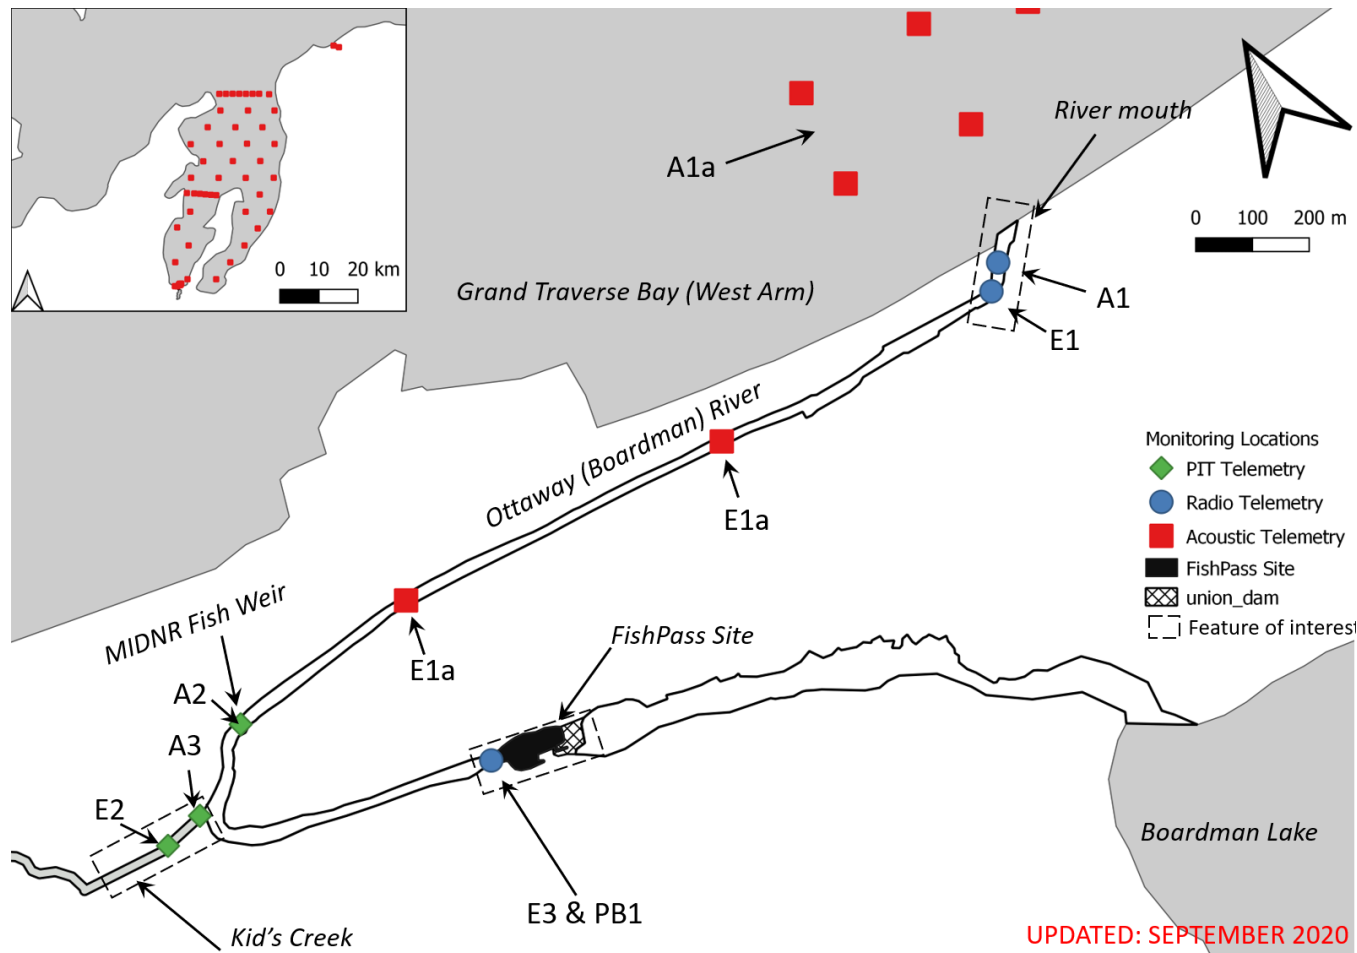 River mouth
A1a
0 100 200 m
0 10 20 km
Grand Traverse Bay (West Arm)
A1
E1
Ottaway (Boardman) River
E1a
Monitoring Locations
PIT Telemetry
Radio Telemetry
Acoustic Telemetry
FishPass Site
union_dam
Feature of interest
MIDNR Fish Weir
E1a
FishPass Site
A2
A3
E2
Boardman Lake
E3 & PB1
Kid's Creek
UPDATED: SEPTEMBER 2020